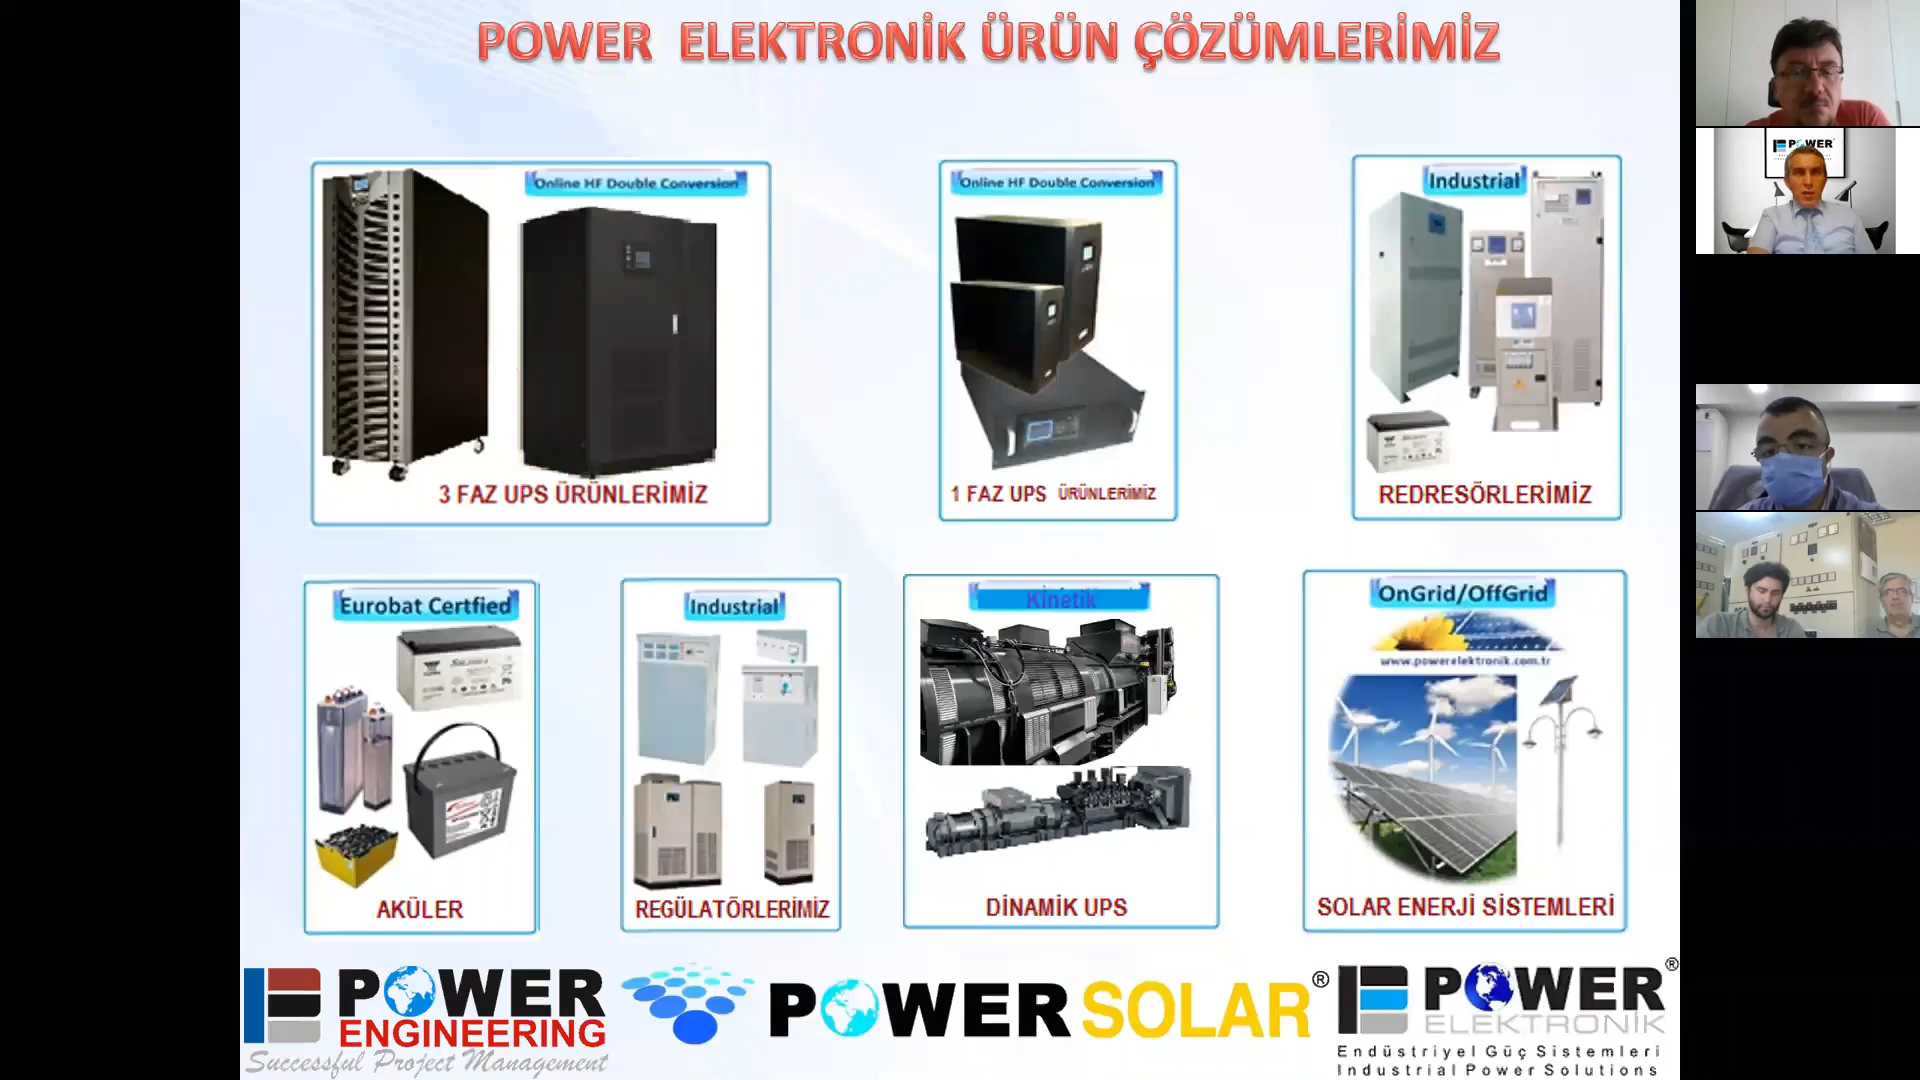 POWER ELEKTRONİK ÜRÜN ÇÖZÜMLERİMİZ
Online HF Double Conversion
3 FAZ UPS ÜRÜNLERİMİZ
Online HF Double Conversion
1 FAZ UPS ÜRÜNLERİMİZ
Industrial
REDRESÖRLERİMİZ
Eurobat Certfied
AKÜLER
Industrial
REGÜLATÖRLERİMİZ
Kinetik
DİNAMİK UPS
OnGrid/OffGrid
www.powerelektronik.com.tr
SOLAR ENERJİ SİSTEMLERİ
POWER
ENGINEERING
Successful Project Management
POWER SOLAR®
POWER®
ELEKTRONİK
Endüstriyel Güç Sistemleri
Industrial Power Solutions
POWER